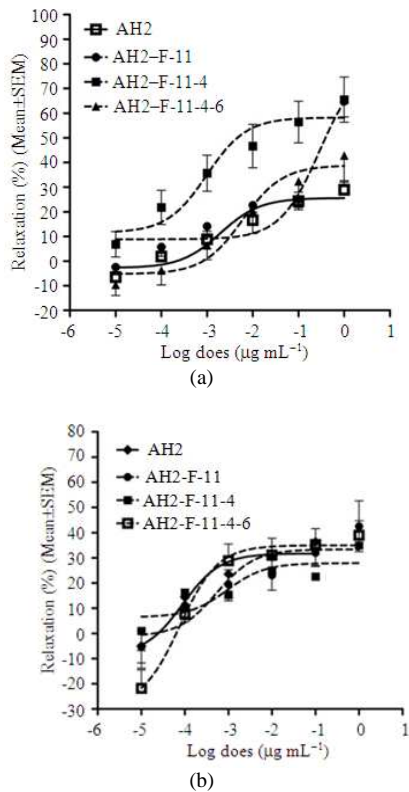 100
90
80
70
60
50
40
30
20
10
0
-10
-20
Relaxation (%) (Mean±SEM)
AH2
AH2–F-11
AH2–F-11-4
AH2–F-11-4-6
-6 -5 -4 -3 -2 -1 0 1
Log does (µg mL⁻¹)
(a)
80
70
60
50
40
30
20
10
0
-10
-20
-30
Relaxation (%) (Mean±SEM)
AH2
AH2-F-11
AH2-F-11-4
AH2-F-11-4-6
-6 -5 -4 -3 -2 -1 0 1
Log does (µg mL⁻¹)
(b)